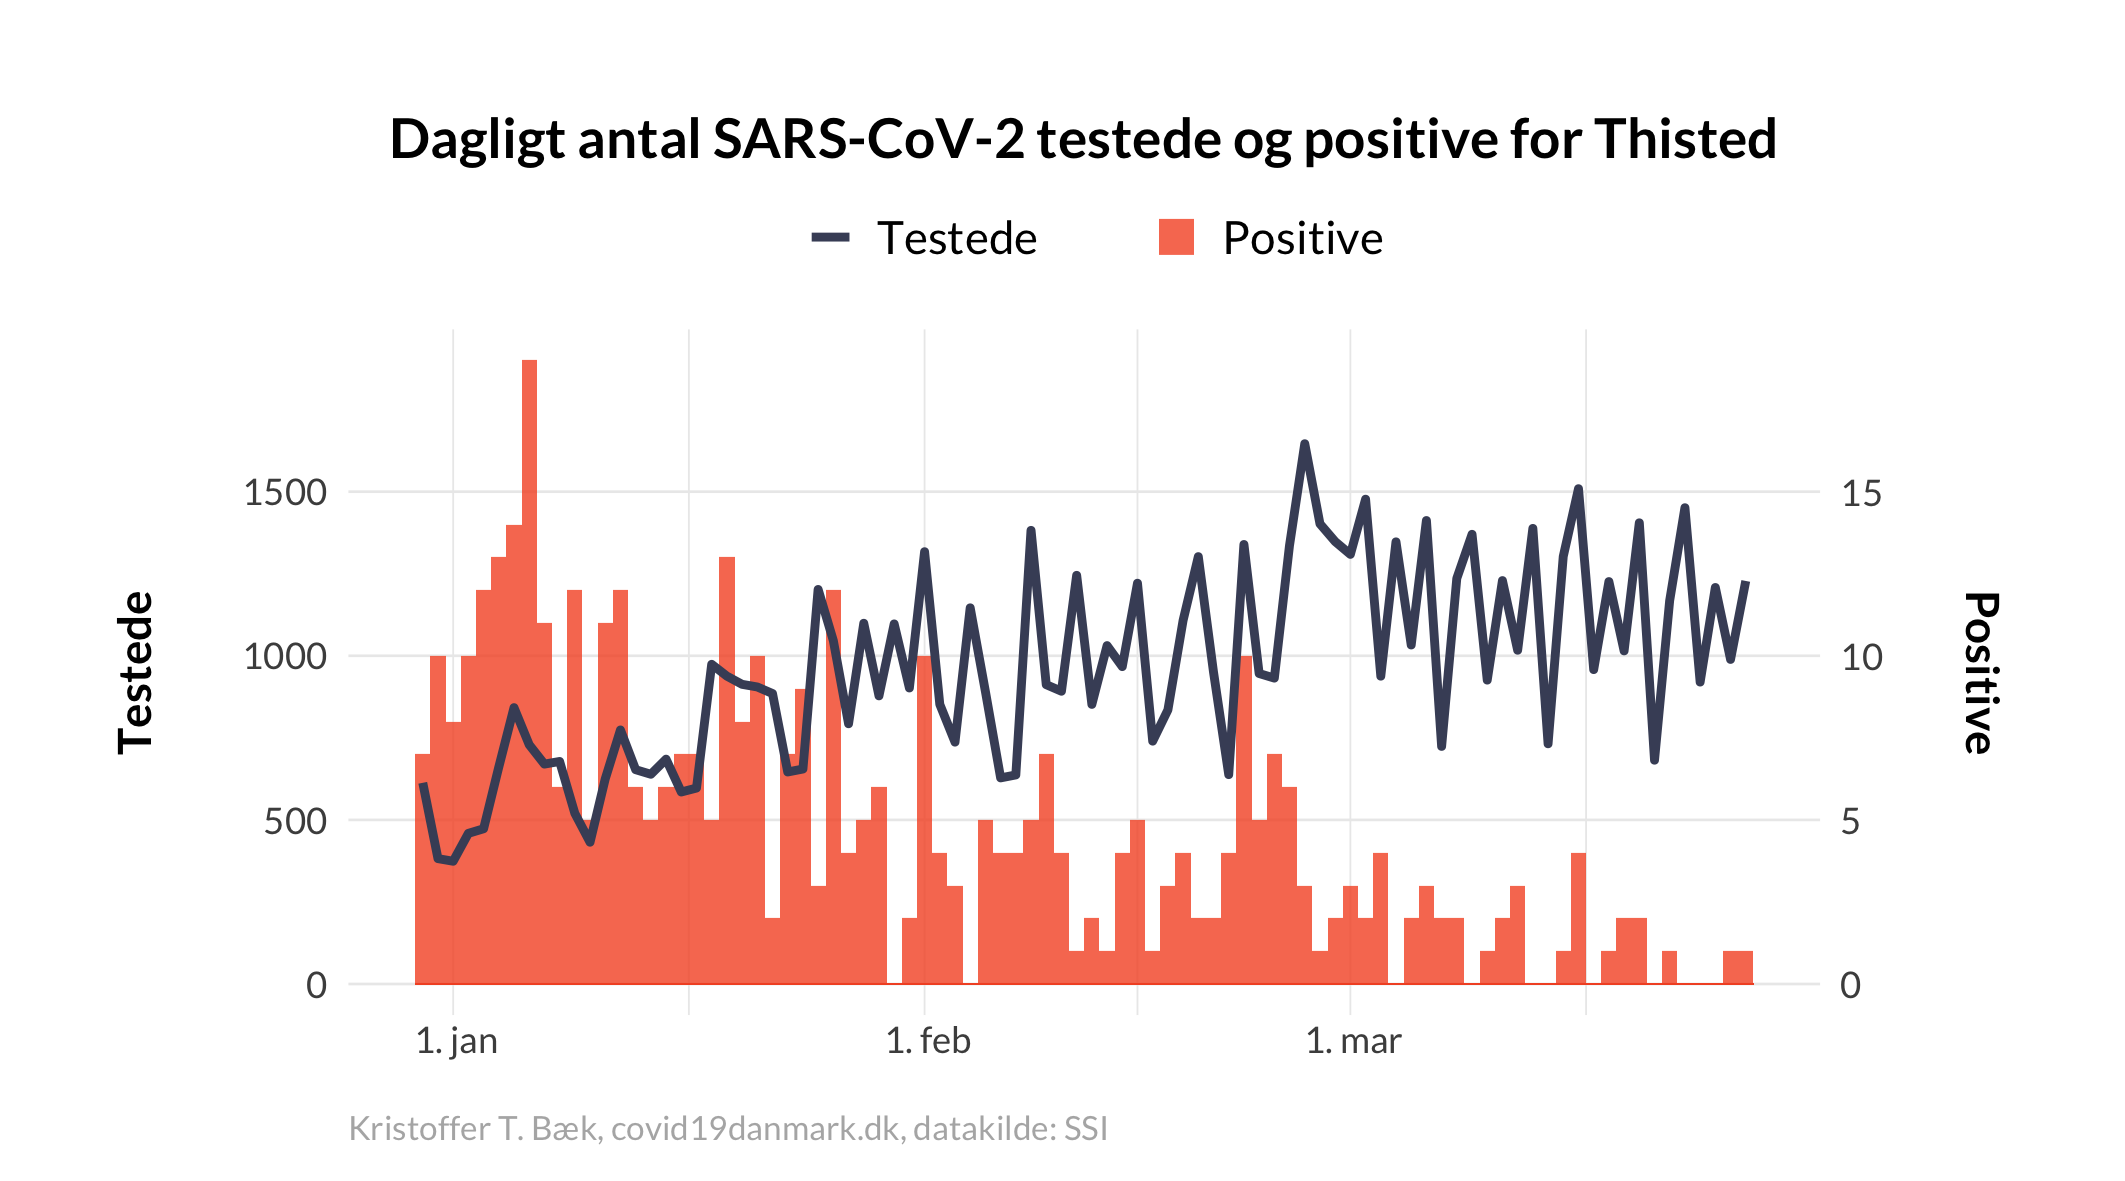 Dagligt antal SARS-CoV-2 testede og positive for Thisted
Testede Positive
1500 15
1000 10
500 5
0 0
Testede
Positive
1. jan 1. feb 1. mar
Kristoffer T. Bæk, covid19danmark.dk, datakilde: SSI